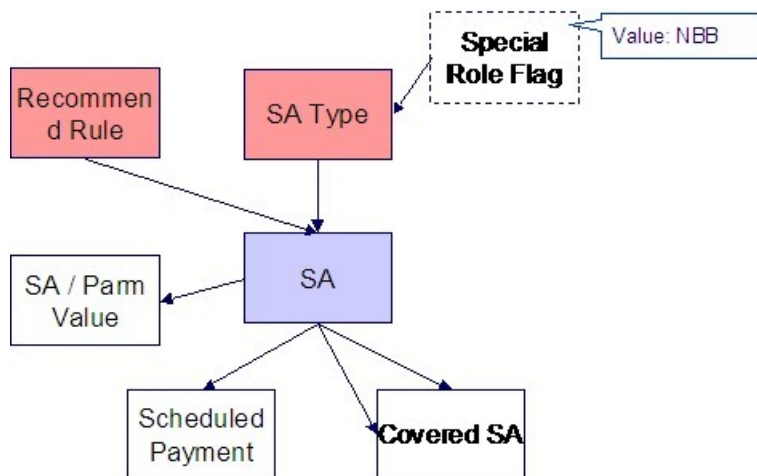 Special
Role Flag
Value: NBB
Recommen
d Rule
SA Type
SA / Parm
Value
SA
Scheduled
Payment
Covered SA